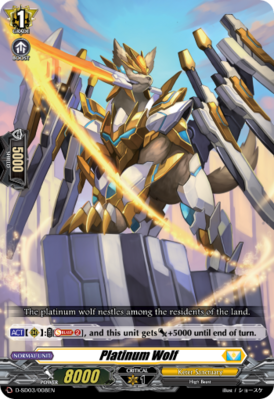 1
GRADE
BOOST
5000
SHIELD
The platinum wolf nestles among the residents of the land.
ACT
, and this unit gets +5000 until end of turn.
NORMAL UNIT
Platinum Wolf
POWER 8000
CRITICAL 1
Keter Sanctuary
High Beast
D-SD03/008EN